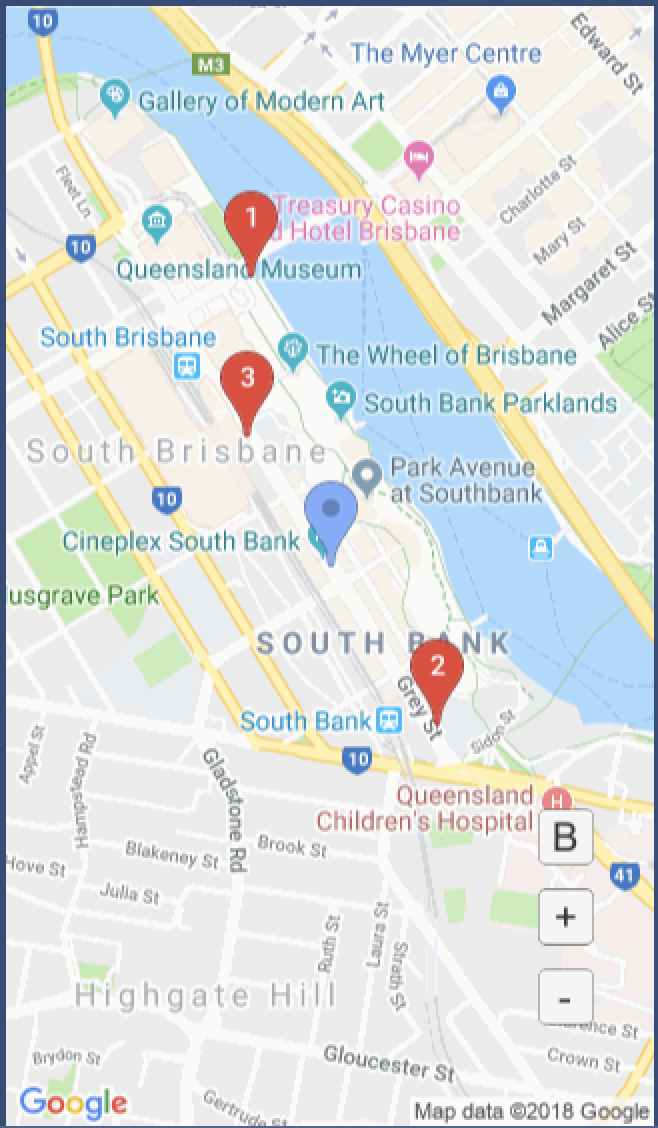 10
Edward St
The Myer Centre
M3
Gallery of Modern Art
Fleet Ln
Charlotte St
1
Treasury Casino
d Hotel Brisbane
Mary St
10
Queensland Museum
Margaret St
Alice St
South Brisbane
The Wheel of Brisbane
3
South Bank Parklands
South Brisbane
Park Avenue
at Southbank
10
Cineplex South Bank
usgrave Park
SOUTH BANK
2
Grey St
South Bank
Sidon St
10
Appel St
Hampstead Rd
Gladstone Rd
Queensland
Children's Hospital
H
B
Brook St
Blakeney St
Hove St
41
Julia St
+
Ruth St
Laura St
Strath St
Highgate Hill
-
rence St
Brydon St
Gloucester St
Crown St
Google
Gertrude St
Map data ©2018 Google